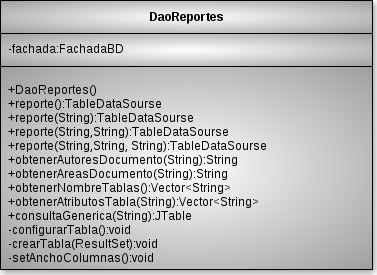 DaoReportes
-fachada:FachadaBD
+DaoReportes()
+reporte():TableDataSourse
+reporte(String):TableDataSourse
+reporte(String,String):TableDataSourse
+reporte(String,String, String):TableDataSourse
+obtenerAutoresDocumento(String):String
+obtenerAreasDocumento(String):String
+obtenerNombreTablas():Vector<String>
+obtenerAtributosTabla(String):Vector<String>
+consultaGenerica(String):JTable
-configurarTabla():void
-crearTabla(ResultSet):void
-setAnchoColumnas():void